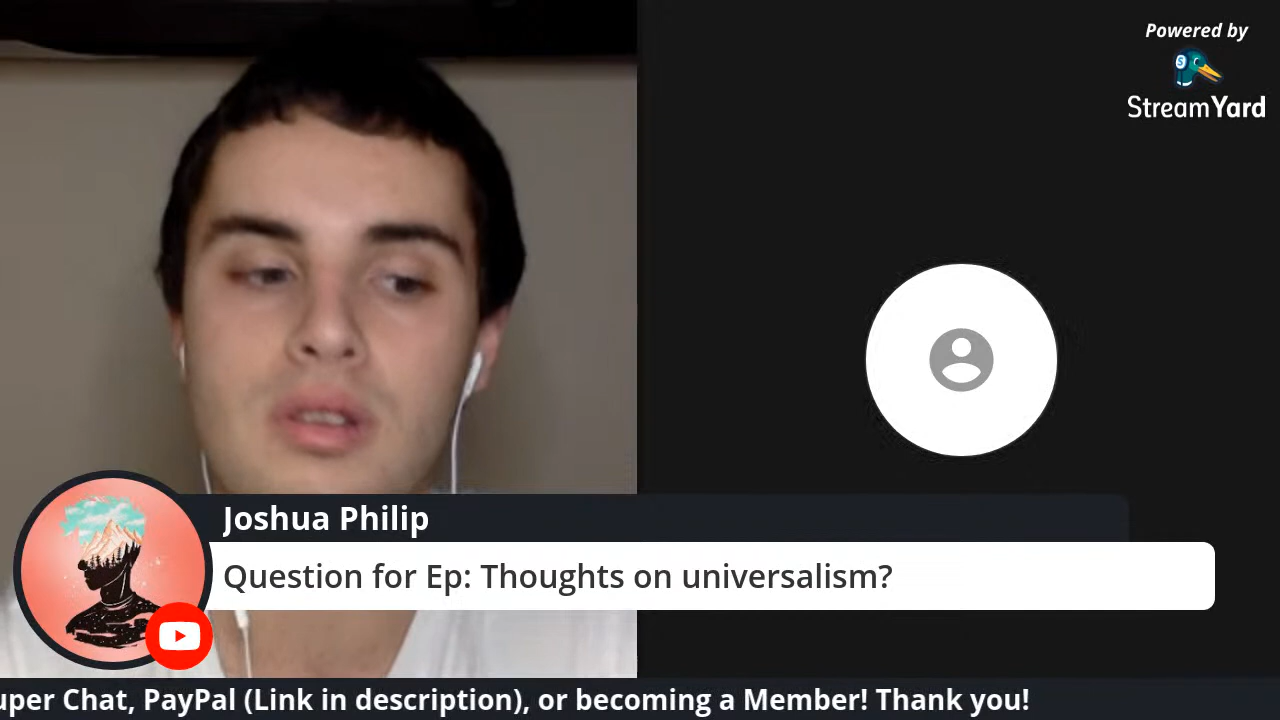 Powered by
StreamYard
Joshua Philip
Question for Ep: Thoughts on universalism?
uper Chat, PayPal (Link in description), or becoming a Member! Thank you!